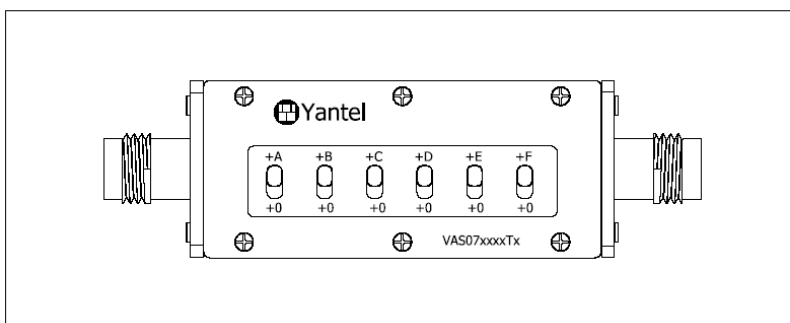 Yantel
+A +B +C +D +E +F
+0 +0 +0 +0 +0 +0
VAS07xxxxTx